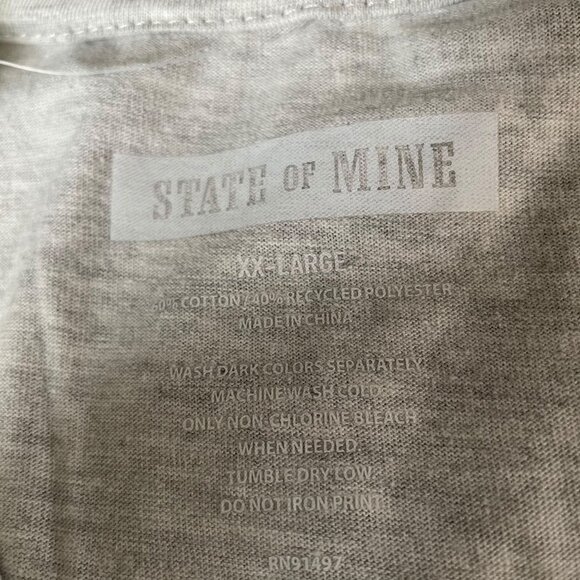 STATE OF MINE
XX-LARGE
COTTON / 40% RECYCLED POLYESTER
MADE IN CHINA
WASH DARK COLORS SEPARATELY
MACHINE WASH COLD
ONLY NON-CHLORINE BLEACH
WHEN NEEDED
TUMBLE DRY LOW
DO NOT IRON PRINT
RN91497